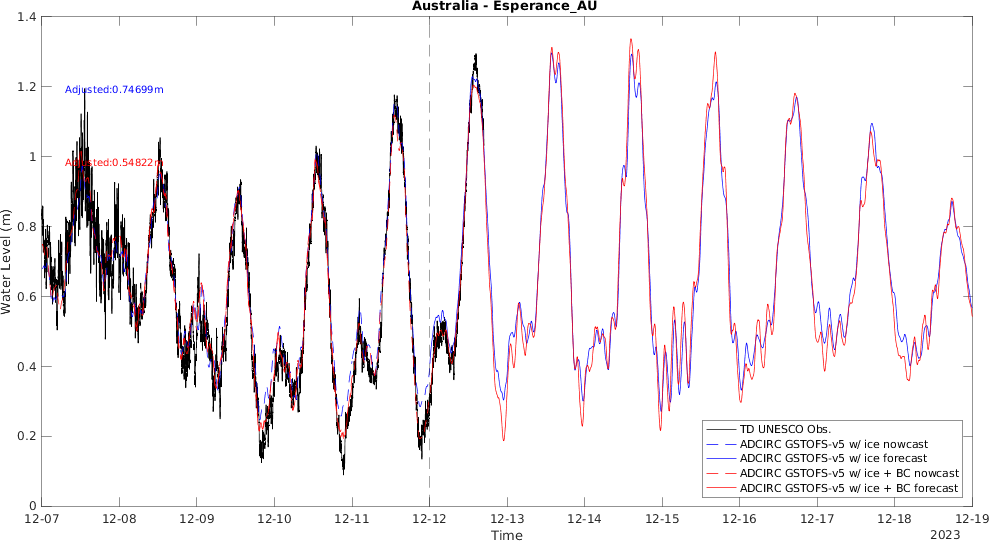 Australia - Esperance_AU
1.4
1.2
1
0.8
0.6
0.4
0.2
0
Water Level (m)
Adjusted:0.74699m
Adjusted:0.54822m
TD UNESCO Obs.
ADCIRC GSTOFS-v5 w/ ice nowcast
ADCIRC GSTOFS-v5 w/ ice forecast
ADCIRC GSTOFS-v5 w/ ice + BC nowcast
ADCIRC GSTOFS-v5 w/ ice + BC forecast
12-07 12-08 12-09 12-10 12-11 12-12 12-13 12-14 12-15 12-16 12-17 12-18 12-19
Time
2023